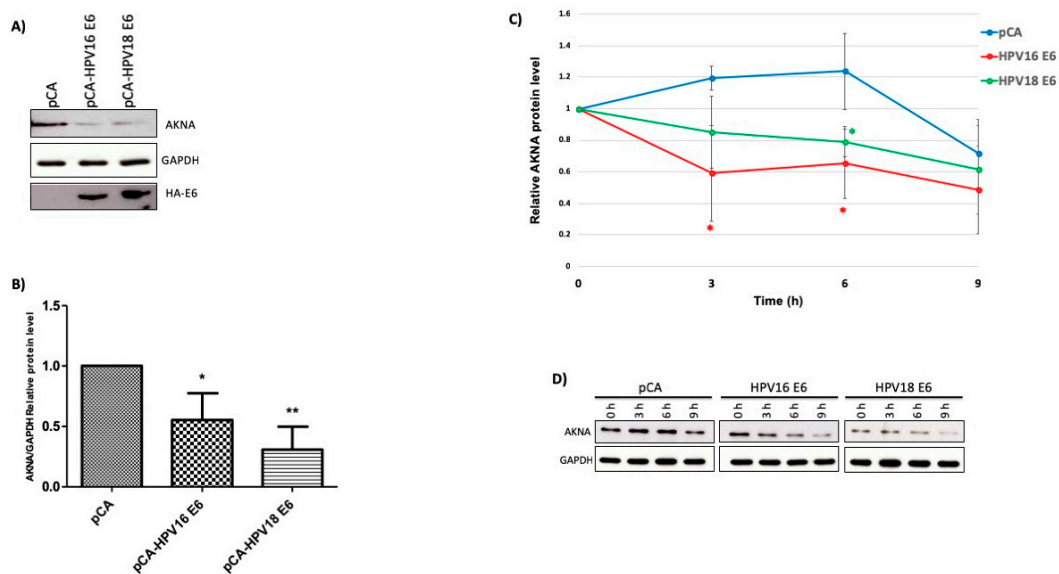 A)
pCA
pCA-HPV16 E6
pCA-HPV18 E6
AKNA
GAPDH
HA-E6
B)
AKNA/GAPDH Relative protein level
1.5
1.0
0.5
0.0
*
**
pCA
pCA-HPV16 E6
pCA-HPV18 E6
C)
Relative AKNA protein level
1.6
1.4
1.2
1
0.8
0.6
0.4
0.2
0
*
*
*
0 3 6 9
Time (h)
pCA
HPV16 E6
HPV18 E6
D)
pCA HPV16 E6 HPV18 E6
0 h 3 h 6 h 9 h 0 h 3 h 6 h 9 h 0 h 3 h 6 h 9 h
AKNA
GAPDH